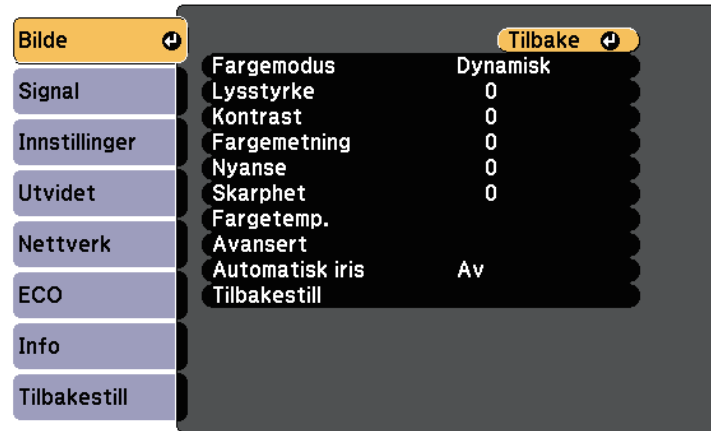 Bilde
Signal
Innstillinger
Utvidet
Nettverk
ECO
Info
Tilbakestill
Tilbake
Fargemodus Dynamisk
Lysstyrke 0
Kontrast 0
Fargemetning 0
Nyanse 0
Skarphet 0
Fargetemp.
Avansert
Automatisk iris Av
Tilbakestill